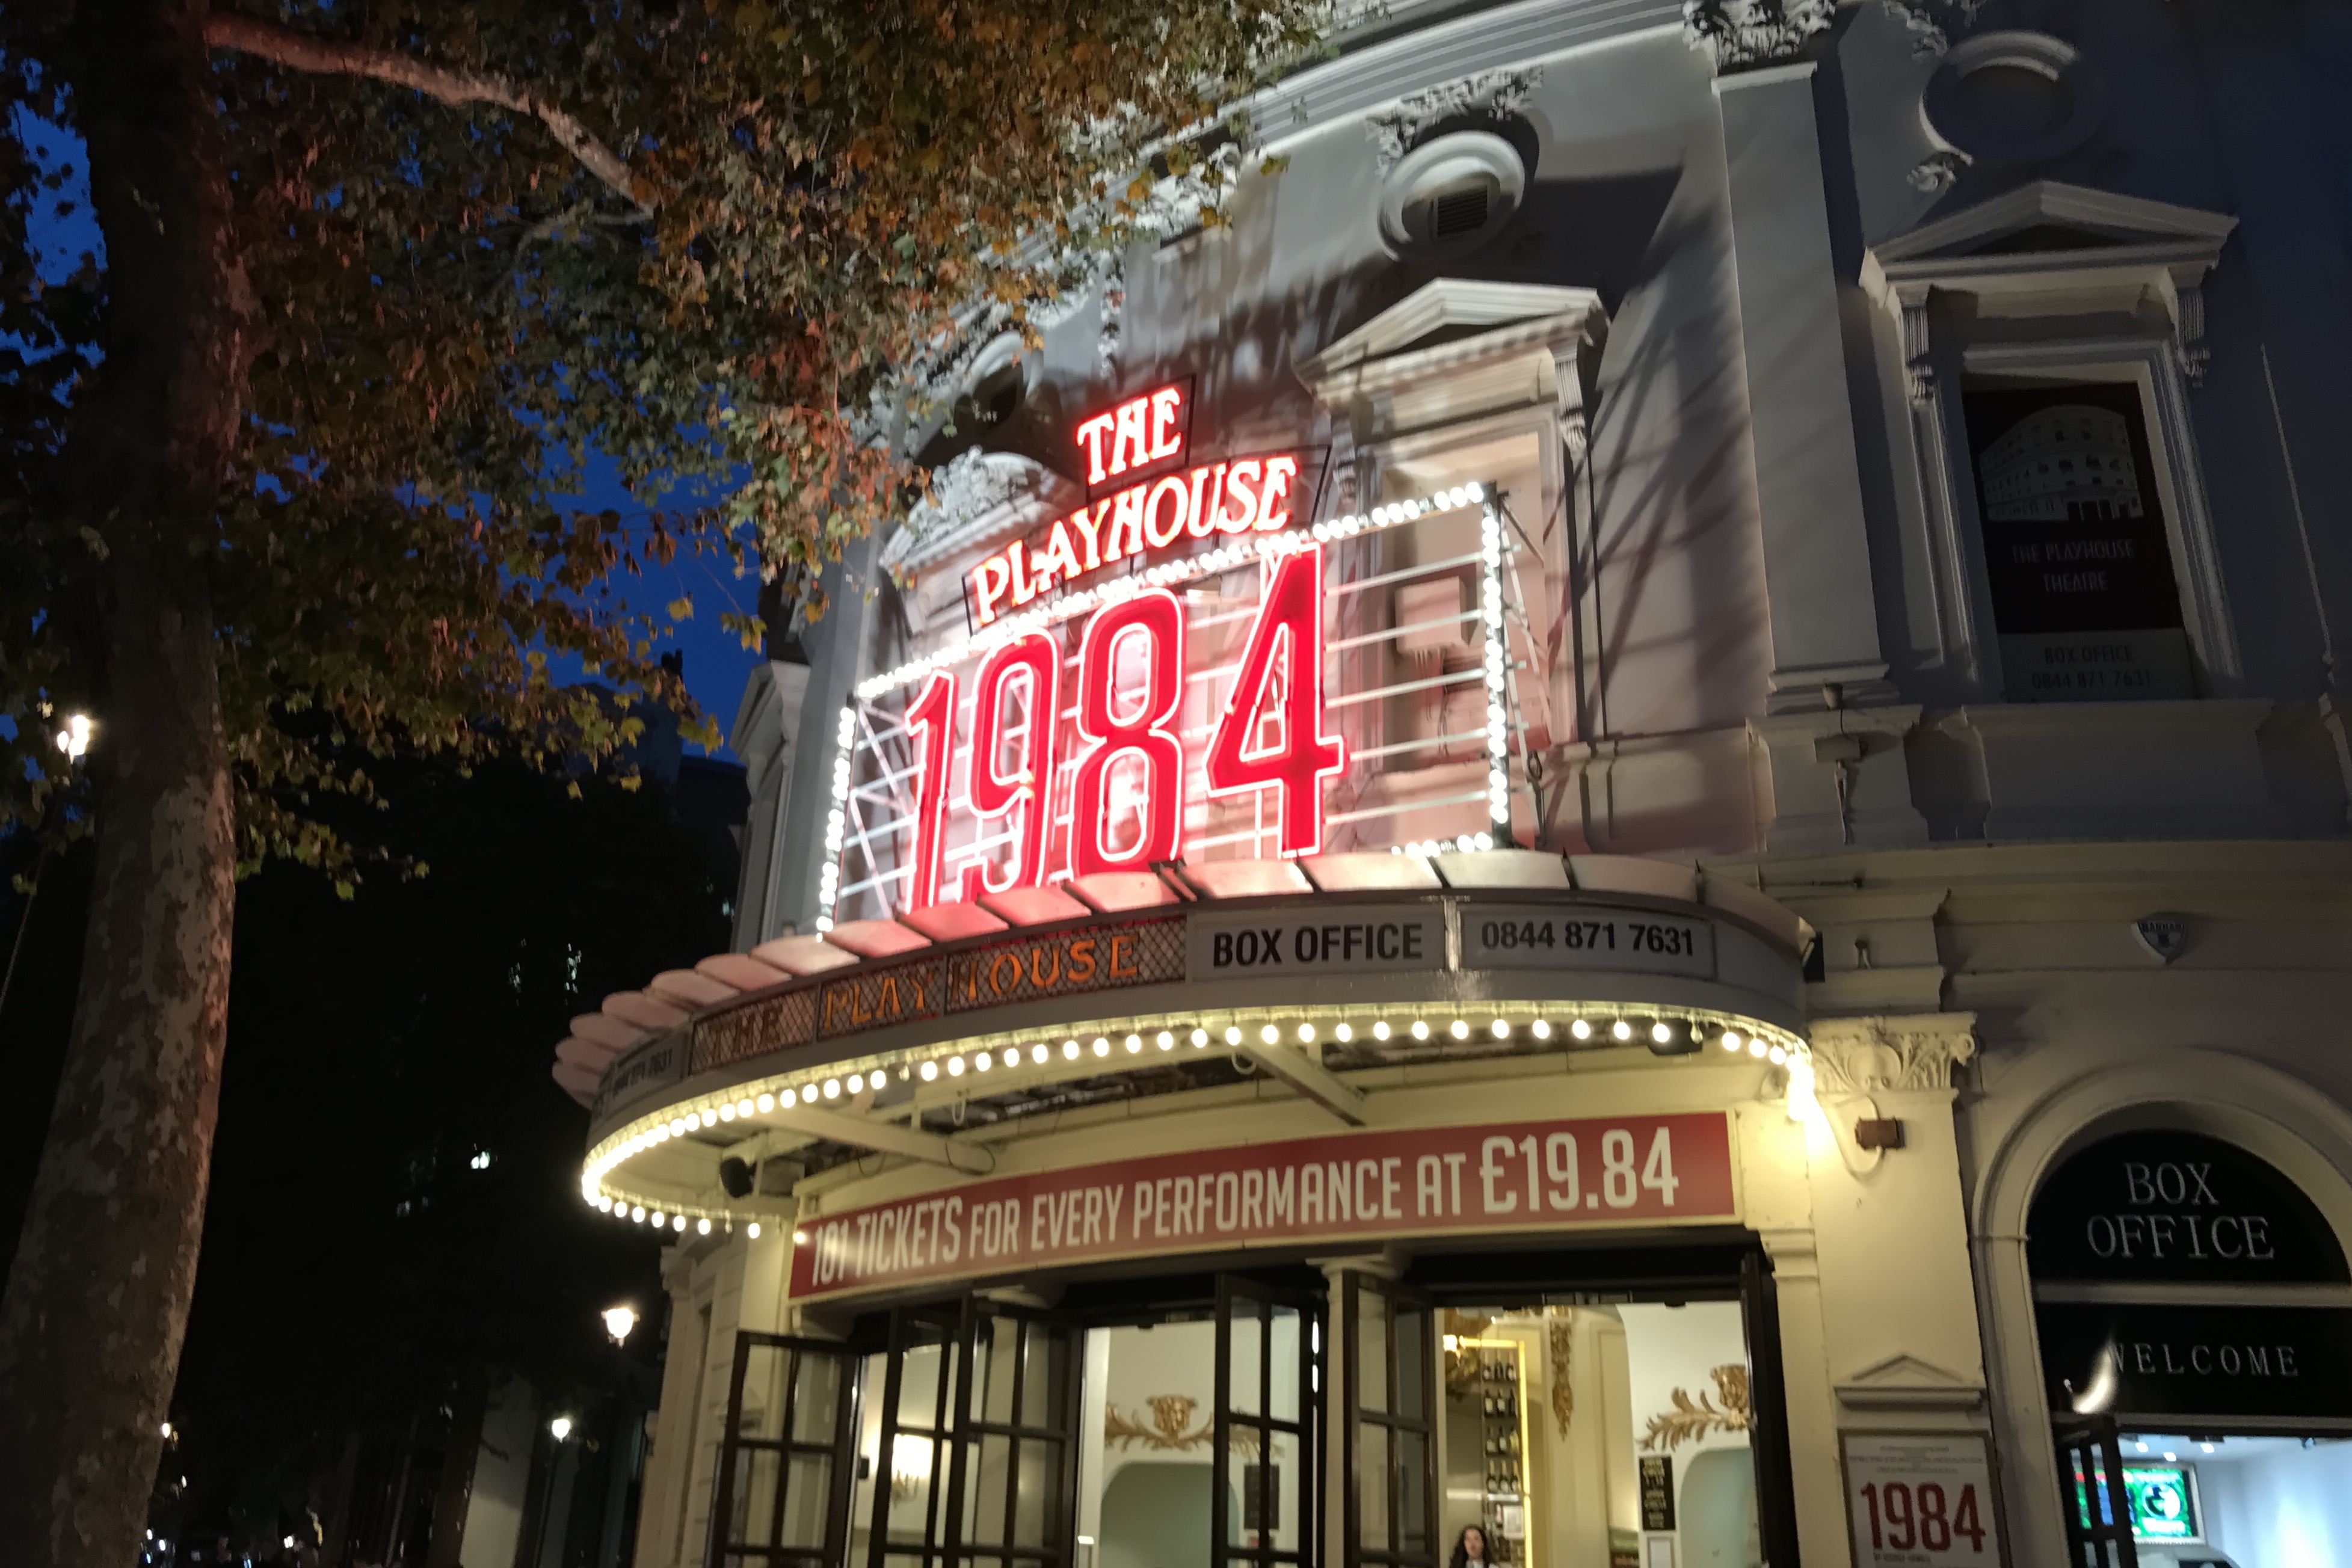 THE
PLAYHOUSE
1984
THE PLAYHOUSE
BOX OFFICE
0844 871 7631
101 TICKETS FOR EVERY PERFORMANCE AT £19.84
THE PLAYHOUSE
THEATRE
BOX OFFICE
0844 871 7631
BOX
OFFICE
WELCOME
1984